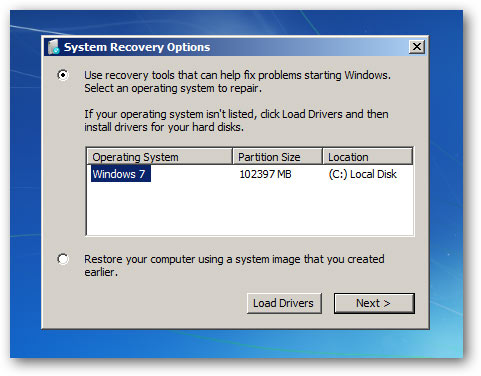 System Recovery Options
Use recovery tools that can help fix problems starting Windows.
Select an operating system to repair.
If your operating system isn't listed, click Load Drivers and then
install drivers for your hard disks.
Operating System Partition Size Location
Windows 7 102397 MB (C:) Local Disk
Restore your computer using a system image that you created
earlier.
Load Drivers Next >